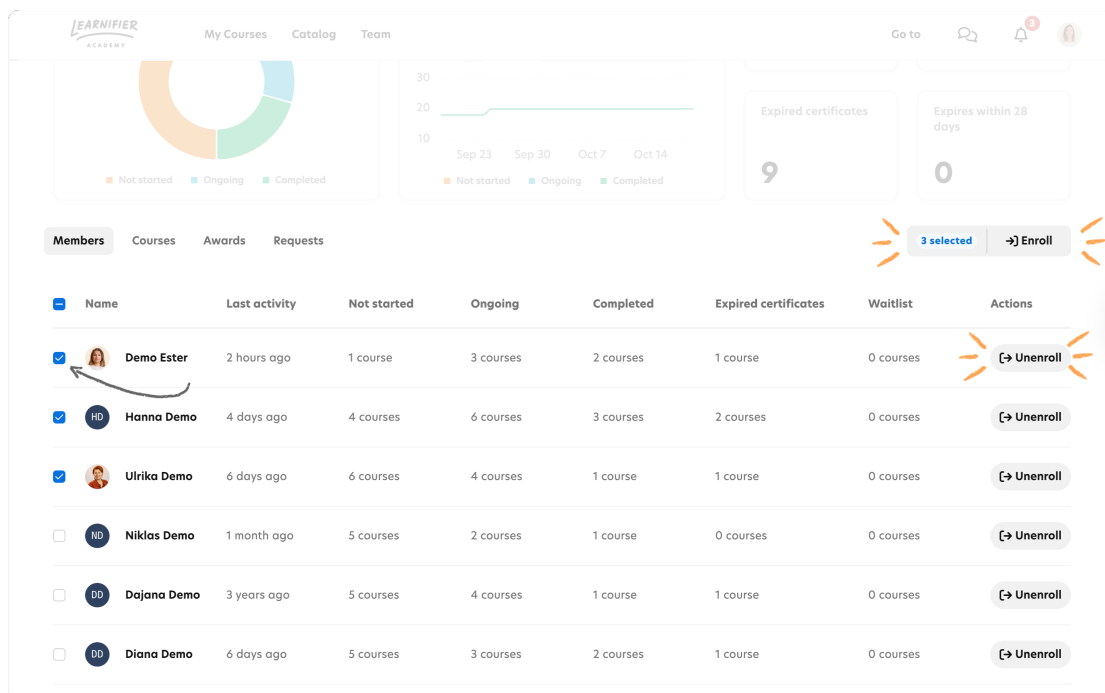 LEARNIFIER
ACADEMY
My Courses Catalog Team Go to 3
30
20
10
Sep 23 Sep 30 Oct 7 Oct 14
Not started Ongoing Completed
Not started Ongoing Completed
Expired certificates
9
Expires within 28
days
0
Members Courses Awards Requests 3 selected Enroll
Name Last activity Not started Ongoing Completed Expired certificates Waitlist Actions
Demo Ester 2 hours ago 1 course 3 courses 2 courses 1 course 0 courses Unenroll
HD Hanna Demo 4 days ago 4 courses 6 courses 3 courses 2 courses 0 courses Unenroll
Ulrika Demo 6 days ago 6 courses 4 courses 1 course 1 course 0 courses Unenroll
ND Niklas Demo 1 month ago 5 courses 2 courses 1 course 0 courses 0 courses Unenroll
DD Dajana Demo 3 years ago 5 courses 4 courses 1 course 1 course 0 courses Unenroll
DD Diana Demo 6 days ago 5 courses 3 courses 2 courses 1 course 0 courses Unenroll